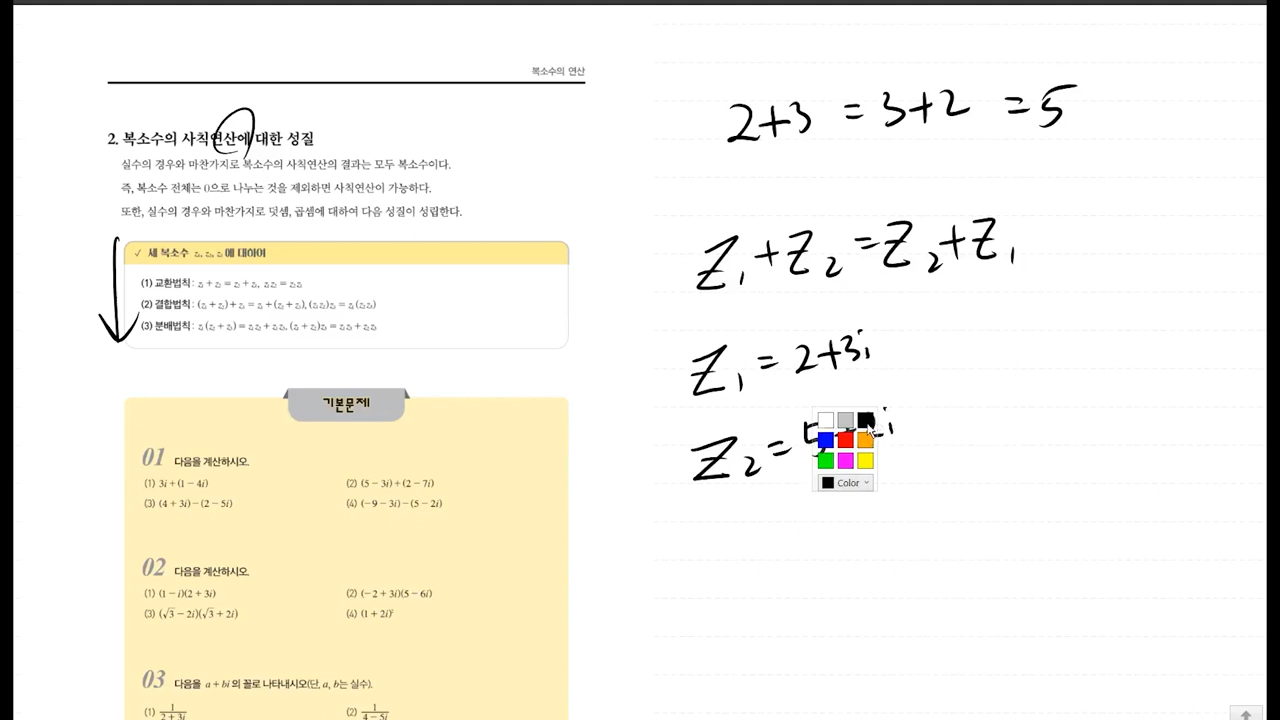 복소수의 연산
2. 복소수의 사칙연산에 대한 성질
실수의 경우와 마찬가지로 복소수의 사칙연산의 결과는 모두 복소수이다.
즉, 복소수 전체는 0으로 나누는 것을 제외하면 사칙연산이 가능하다.
또한, 실수의 경우와 마찬가지로 덧셈, 곱셈에 대하여 다음 성질이 성립한다.
✓ 세 복소수 z₁, z₂, z₃에
(1) 교환법칙: z₁ + z₂ = z₂ + z₁, z₁z₂ = z₂z₁
(2) 결합법칙: (z₁ + z₂) + z₃ = z₁ + (z₂ + z₃), (z₁z₂)z₃ = z₁(z₂z₃)
(3) 분배법칙: z₁(z₂ + z₃) = z₁z₂ + z₁z₃, (z₁ + z₂)z₃ = z₁z₃ + z₂z₃
기본문제
01 다음을 계산하시오.
(1) 3i + (1 − 4i) (2) (5 − 3i) + (2 − 7i)
(3) (4 + 3i) − (2 − 5i) (4) (−9 − 3i) − (5 − 2i)
02 다음을 계산하시오.
(1) (1 − i)(2 + 3i) (2) (−2 + 3i)(5 − 6i)
(3) (√3 − 2i)(√3 + 2i) (4) (1 + 2i)²
03 다음을 a + bi의 꼴로 나타내시오(단, a, b는 실수).
(1) 1/(2 + 3i) (2) 1/(4 − 5i)
2+3 = 3+2 = 5
Z₁+Z₂ = Z₂+Z₁
Z₁ = 2+3i
Z₂ = 5 i
Color